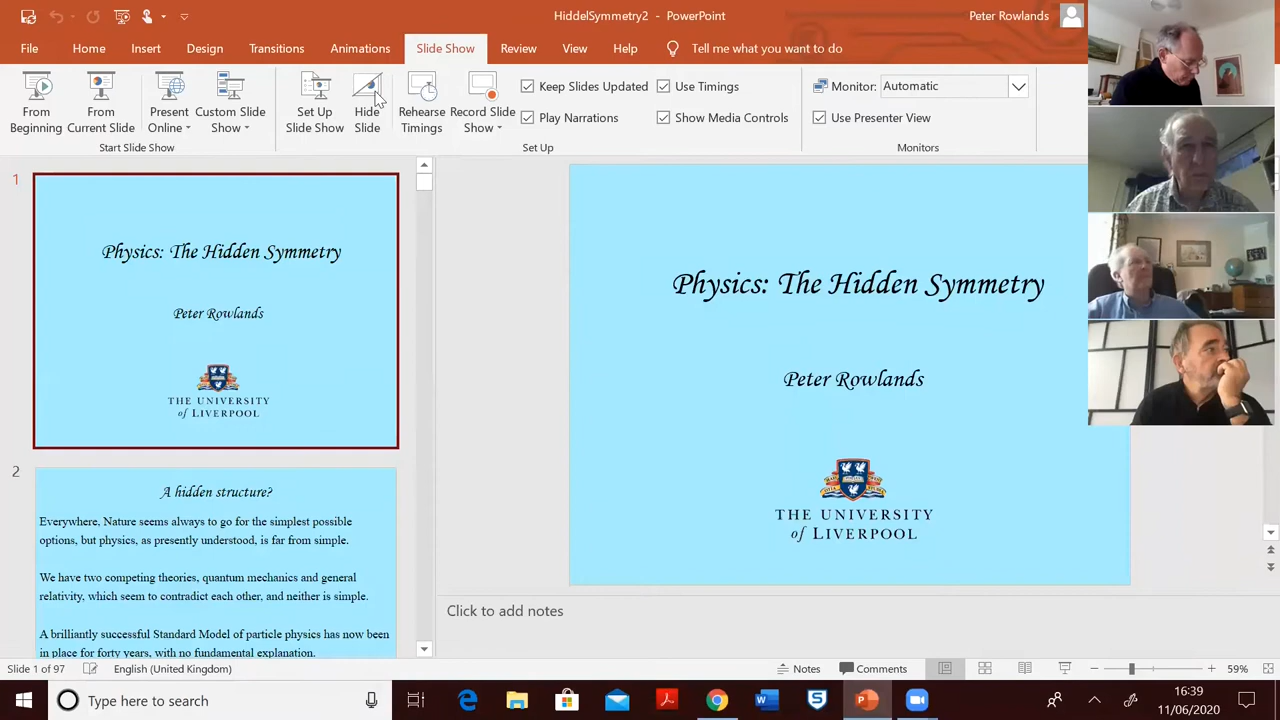 HiddelSymmetry2 - PowerPoint
Peter Rowlands
File Home Insert Design Transitions Animations Slide Show Review View Help Tell me what you want to do
From Beginning
From Current Slide
Present Online
Custom Slide Show
Start Slide Show
Set Up Slide Show
Hide Slide
Rehearse Timings
Record Slide Show
Keep Slides Updated
Use Timings
Play Narrations
Show Media Controls
Set Up
Monitor: Automatic
Use Presenter View
Monitors
1
Physics: The Hidden Symmetry
Peter Rowlands
THE UNIVERSITY
of LIVERPOOL
2
A hidden structure?
Everywhere, Nature seems always to go for the simplest possible
options, but physics, as presently understood, is far from simple.
We have two competing theories, quantum mechanics and general
relativity, which seem to contradict each other, and neither is simple.
A brilliantly successful Standard Model of particle physics has now been
in place for forty years, with no fundamental explanation.
Physics: The Hidden Symmetry
Peter Rowlands
THE UNIVERSITY
of LIVERPOOL
Click to add notes
Slide 1 of 97 English (United Kingdom) Notes Comments 59%
Type here to search
16:39
11/06/2020